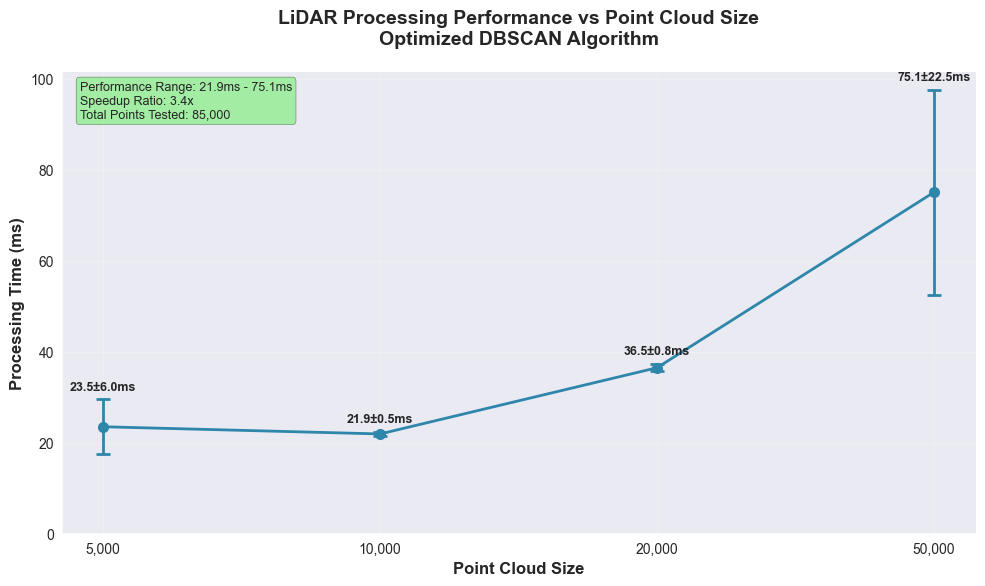 LiDAR Processing Performance vs Point Cloud Size
Optimized DBSCAN Algorithm
Performance Range: 21.9ms - 75.1ms
Speedup Ratio: 3.4x
Total Points Tested: 85,000
Processing Time (ms)
100
80
60
40
20
0
23.5±6.0ms
21.9±0.5ms
36.5±0.8ms
75.1±22.5ms
5,000
10,000
20,000
50,000
Point Cloud Size